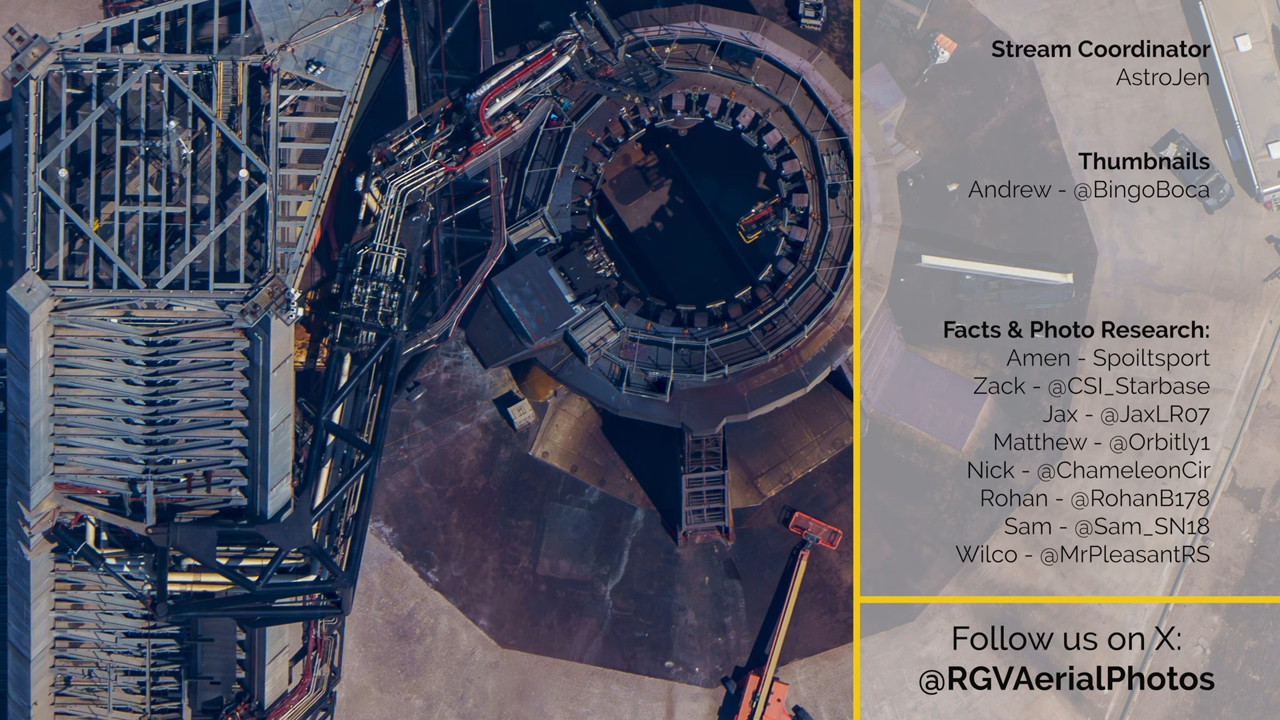 Stream Coordinator
AstroJen
Thumbnails
Andrew - @BingoBoca
Facts & Photo Research:
Amen - Spoiltsport
Zack - @CSI_Starbase
Jax - @JaxLR07
Matthew - @Orbitly1
Nick - @ChameleonCir
Rohan - @RohanB178
Sam - @Sam_SN18
Wilco - @MrPleasantRS
Follow us on X:
@RGVAerialPhotos